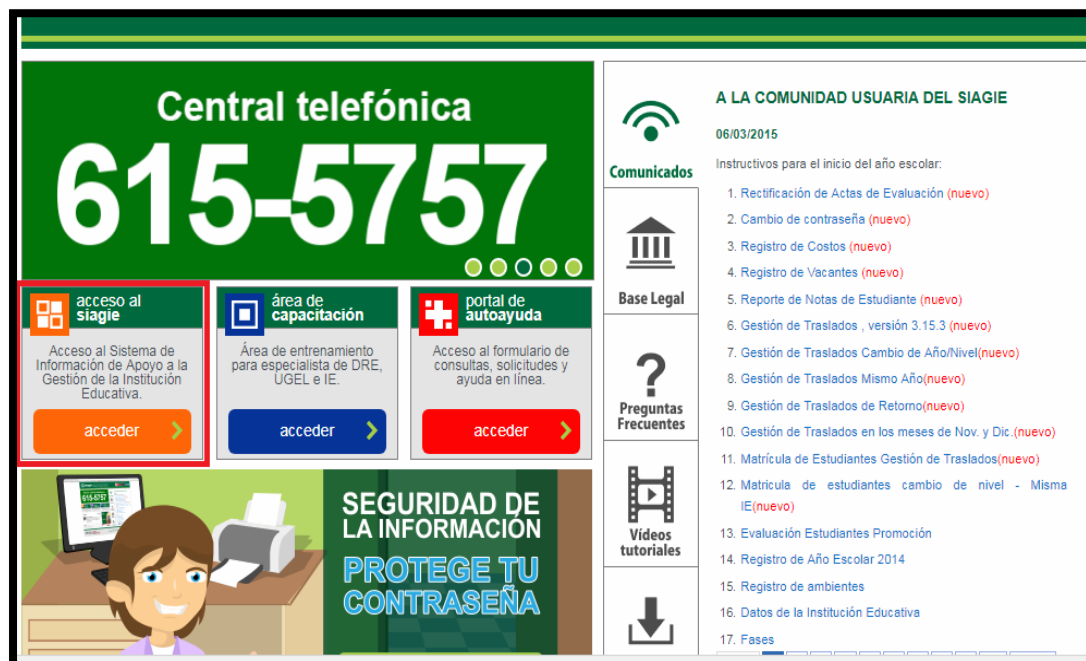 Central telefónica
615-5757
acceso al
siagie
Acceso al Sistema de
Información de Apoyo a la
Gestión de la Institución
Educativa.
acceder
área de
capacitación
Área de entrenamiento
para especialista de DRE,
UGEL e IE.
acceder
portal de
autoayuda
Acceso al formulario de
consultas, solicitudes y
ayuda en línea.
acceder
615-5757
SEGURIDAD DE
LA INFORMACIÓN
PROTEGE TU
CONTRASEÑA
Comunicados
Base Legal
Preguntas
Frecuentes
Vídeos
tutoriales
A LA COMUNIDAD USUARIA DEL SIAGIE
06/03/2015
Instructivos para el inicio del año escolar:
1. Rectificación de Actas de Evaluación (nuevo)
2. Cambio de contraseña (nuevo)
3. Registro de Costos (nuevo)
4. Registro de Vacantes (nuevo)
5. Reporte de Notas de Estudiante (nuevo)
6. Gestión de Traslados , versión 3.15.3 (nuevo)
7. Gestión de Traslados Cambio de Año/Nivel(nuevo)
8. Gestión de Traslados Mismo Año(nuevo)
9. Gestión de Traslados de Retorno(nuevo)
10. Gestión de Traslados en los meses de Nov. y Dic.(nuevo)
11. Matrícula de Estudiantes Gestión de Traslados(nuevo)
12. Matricula de estudiantes cambio de nivel - Misma
IE(nuevo)
13. Evaluación Estudiantes Promoción
14. Registro de Año Escolar 2014
15. Registro de ambientes
16. Datos de la Institución Educativa
17. Fases